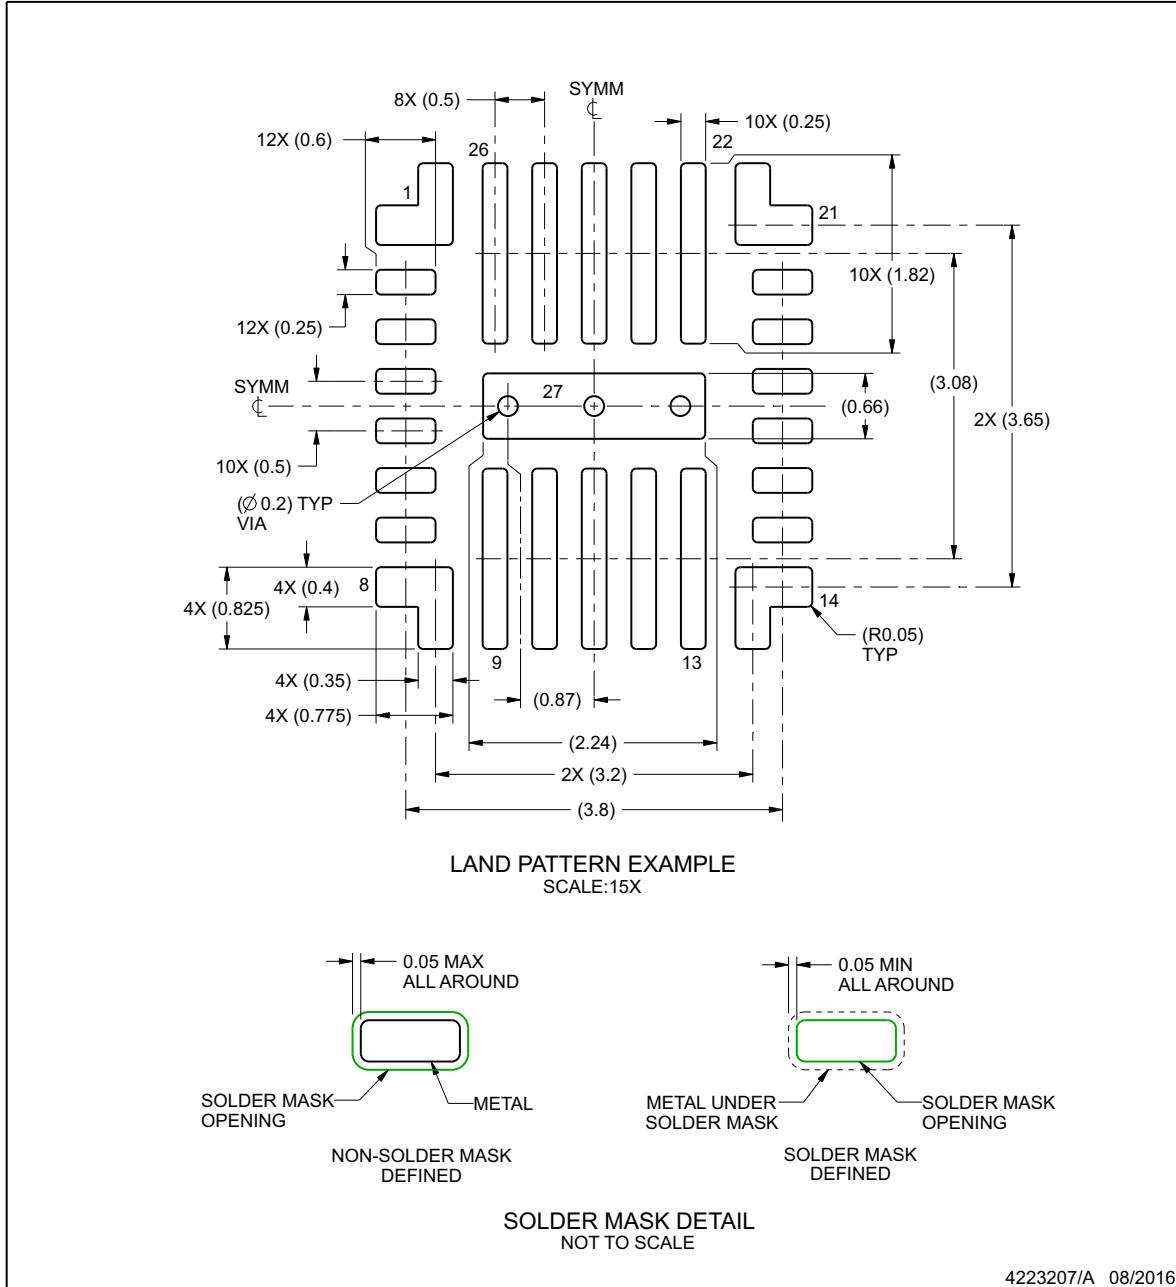 SYMM
8X (0.5)
℄
10X (0.25)
12X (0.6)
26
22
1
21
10X (1.82)
12X (0.25)
SYMM
℄
27
(0.66)
(3.08)
2X (3.65)
10X (0.5)
(∅ 0.2) TYP
VIA
8
4X (0.4)
4X (0.825)
14
(R0.05)
TYP
9
13
4X (0.35)
(0.87)
4X (0.775)
(2.24)
2X (3.2)
(3.8)
LAND PATTERN EXAMPLE
SCALE:15X
0.05 MAX
ALL AROUND
0.05 MIN
ALL AROUND
SOLDER MASK
OPENING
METAL
METAL UNDER
SOLDER MASK
SOLDER MASK
OPENING
NON-SOLDER MASK
DEFINED
SOLDER MASK
DEFINED
SOLDER MASK DETAIL
NOT TO SCALE
4223207/A 08/2016